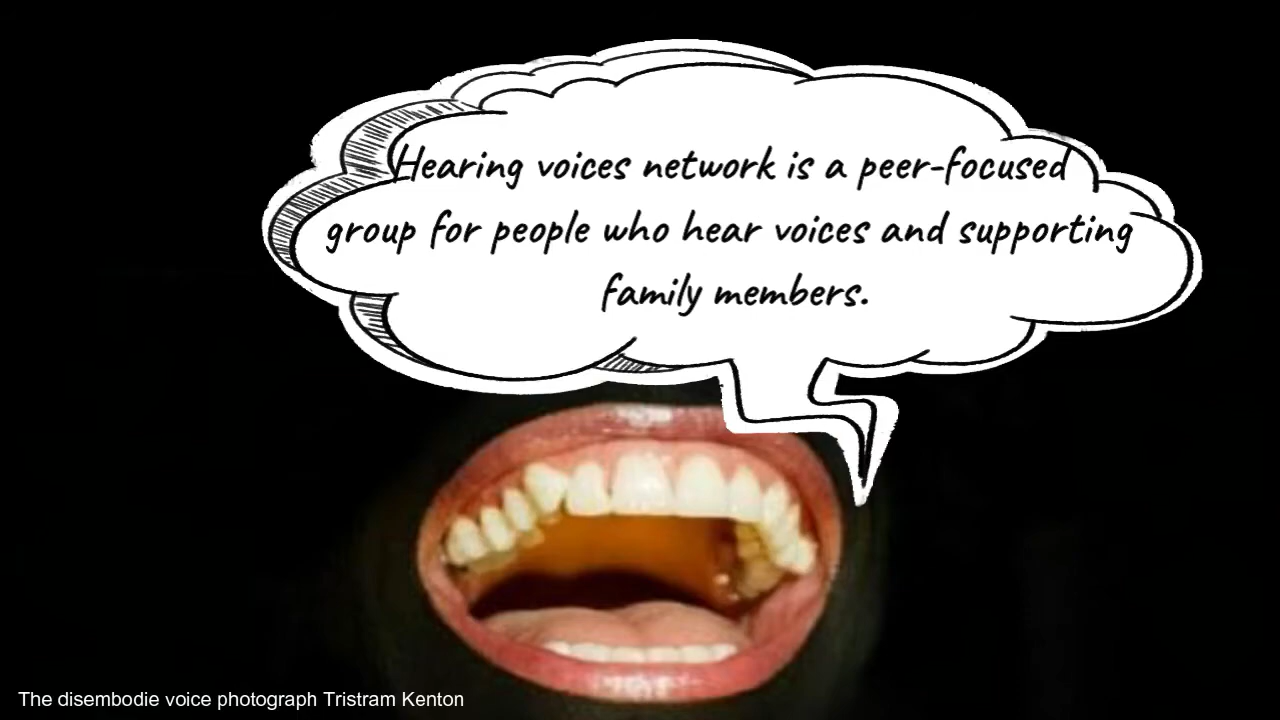 Hearing voices network is a peer-focused
group for people who hear voices and supporting
family members.
The disembodie voice photograph Tristram Kenton